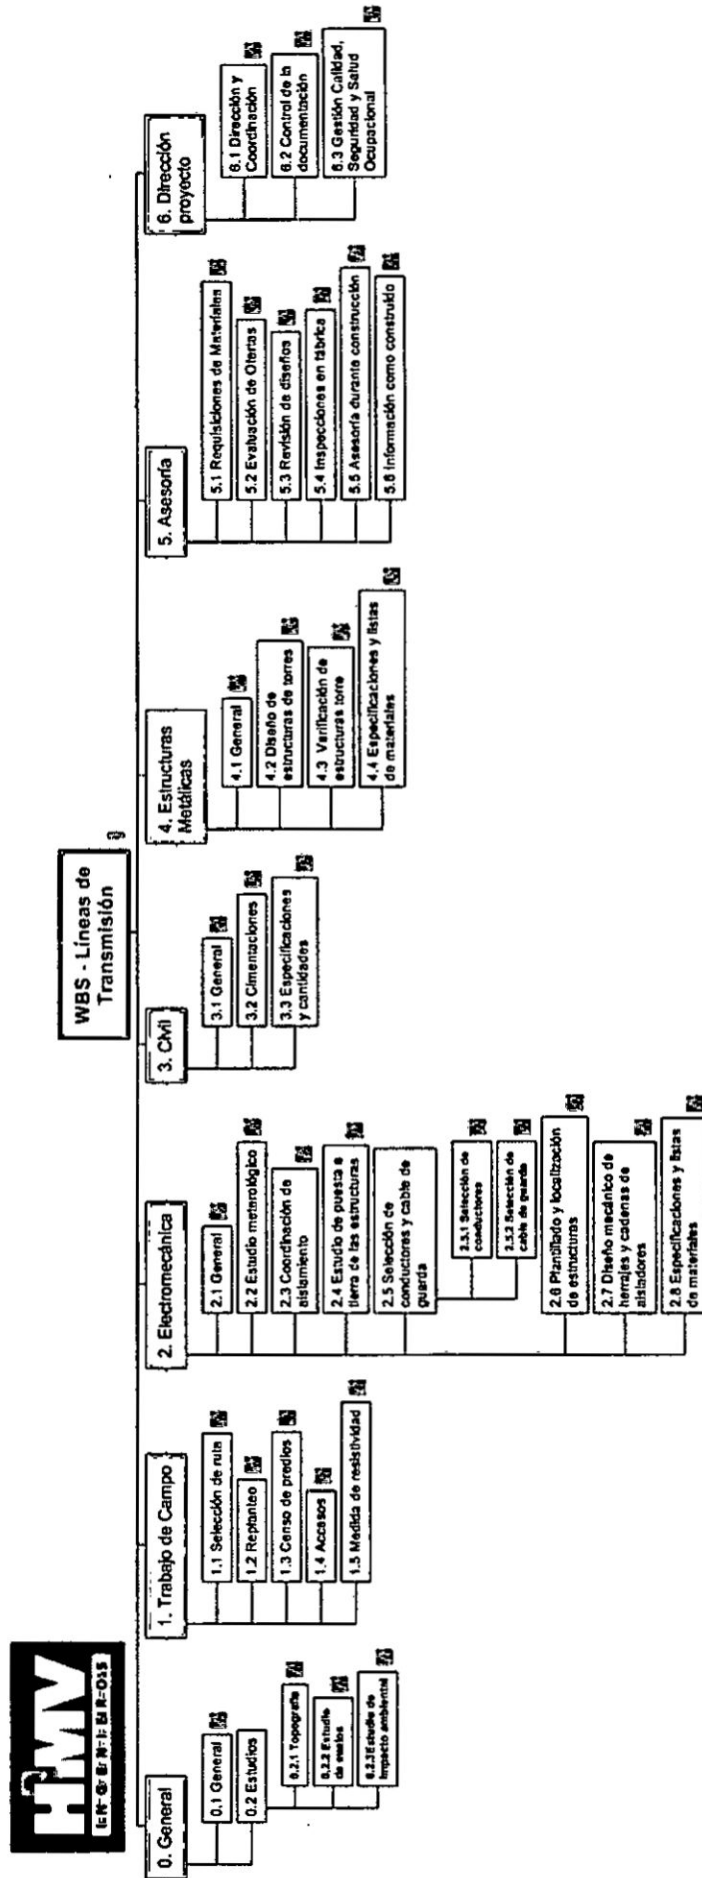 HMV
INGENIEROS
WBS - Líneas de
Transmisión
0. General
0.1 General
0.2 Estudios
0.2.1 Topografía
0.2.2 Estudio
de suelos
0.2.3 Estudio de
Impacto ambiental
1. Trabajo de Campo
1.1 Selección de ruta
1.2 Replanteo
1.3 Censo de predios
1.4 Accesos
1.5 Medida de resistividad
2. Electromecánica
2.1 General
2.2 Estudio meterológico
2.3 Coordinación de
aislamiento
2.4 Estudio de puesta a
tierra de las estructuras
2.5 Selección de
conductores y cable de
guarda
2.5.1 Selección de
conductores
2.5.2 Selección de
cable de guarda
2.6 Plantillado y localización
de estructuras
2.7 Diseño mecánico de
herrajes y cadenas de
aisladores
2.8 Especificaciones y listas
de materiales
3. Civil
3.1 General
3.2 Cimentaciones
3.3 Especificaciones
y cantidades
4. Estructuras
Metálicas
4.1 General
4.2 Diseño de
estructuras de torres
4.3 Verificación de
estructuras torre
4.4 Especificaciones y listas
de materiales
5. Asesoría
5.1 Requisiciones de Materiales
5.2 Evaluación de Ofertas
5.3 Revisión de diseños
5.4 Inspecciones en fábrica
5.5 Asesoría durante construcción
5.6 Información como construido
6. Dirección
proyecto
6.1 Dirección y
Coordinación
6.2 Control de la
documentación
6.3 Gestión Calidad,
Seguridad y Salud
Ocupacional